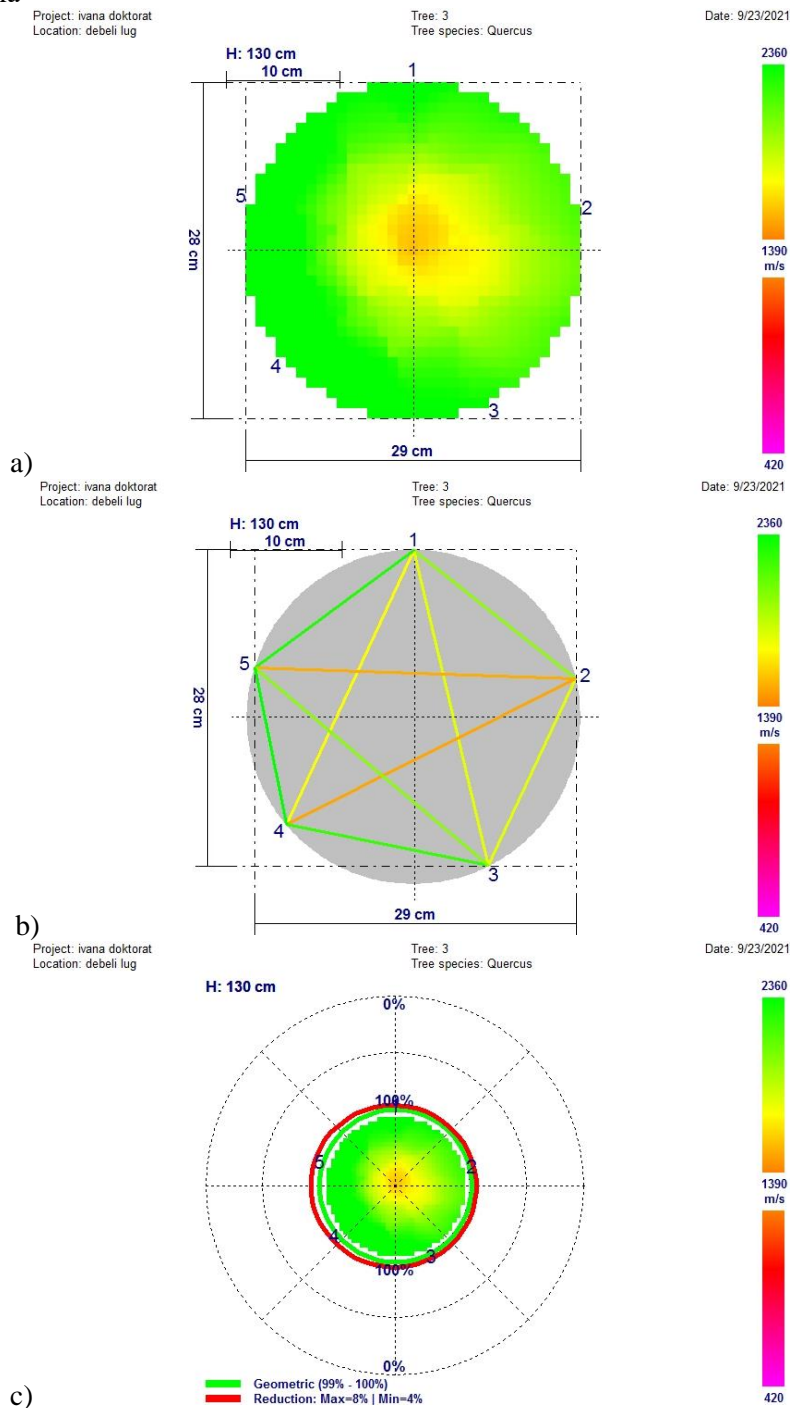 Project: ivana doktorat Tree: 3 Date: 9/23/2021
Location: debeli lug Tree species: Quercus
H: 130 cm
10 cm
1
2360
5
2
28 cm
1390
m/s
4
3
29 cm
420
a)
Project: ivana doktorat Tree: 3 Date: 9/23/2021
Location: debeli lug Tree species: Quercus
H: 130 cm
10 cm
1
2360
5
2
28 cm
1390
m/s
4
3
29 cm
420
b)
Project: ivana doktorat Tree: 3 Date: 9/23/2021
Location: debeli lug Tree species: Quercus
H: 130 cm
2360
0%
100%
5
2
1390
m/s
4
3
100%
0%
Geometric (99% - 100%)
Reduction: Max=8% | Min=4%
420
c)